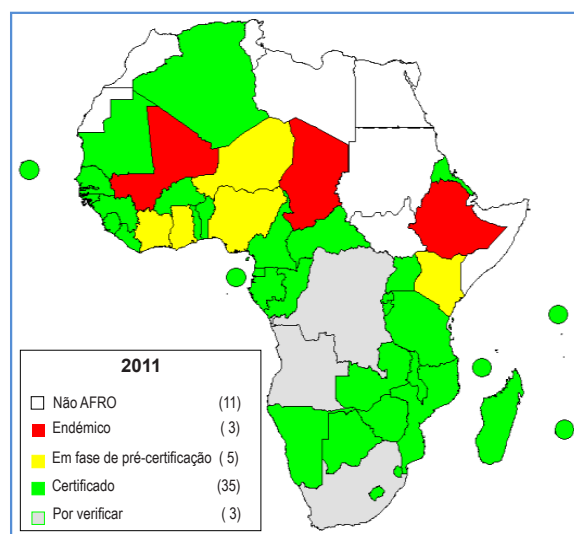 2011
Não AFRO (11)
Endémico ( 3)
Em fase de pré-certificação ( 5)
Certificado (35)
Por verificar ( 3)